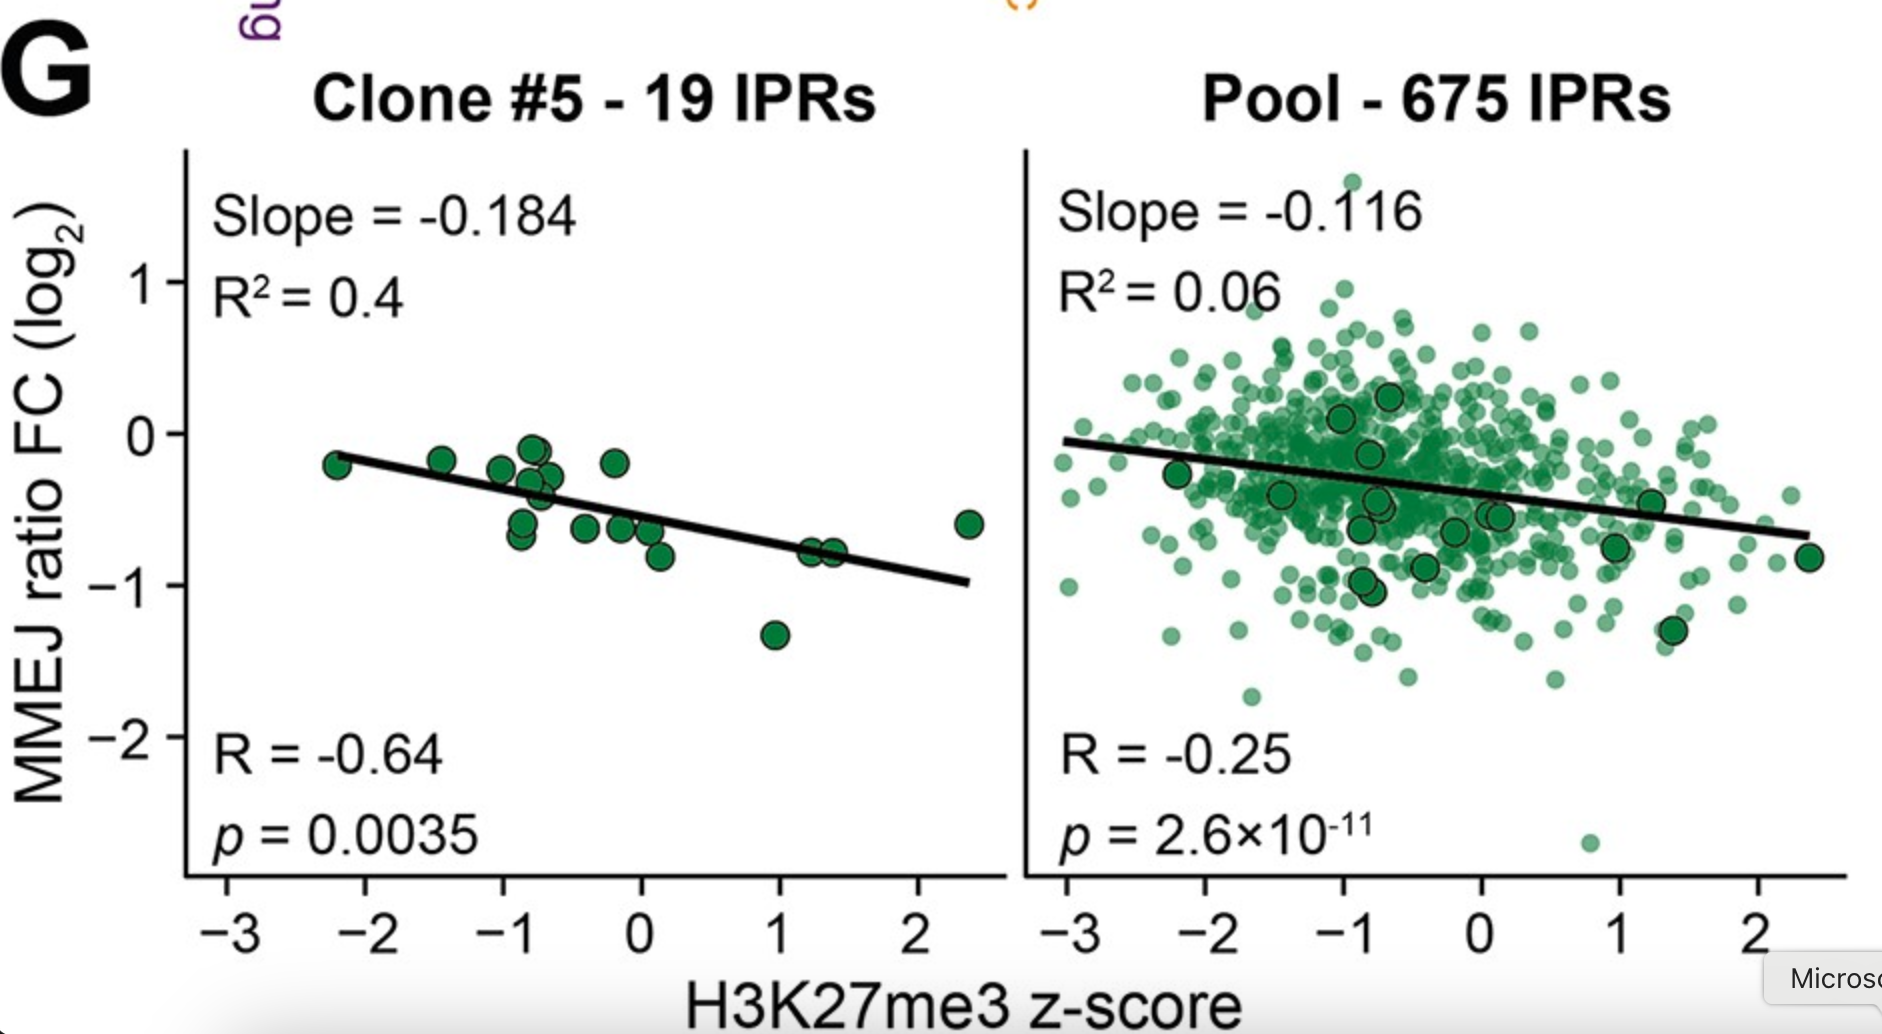 G
Clone #5 - 19 IPRs
Pool - 675 IPRs
MMEJ ratio FC (log₂)
1
0
−1
−2
Slope = -0.184
R² = 0.4
R = -0.64
p = 0.0035
−3 −2 −1 0 1 2
Slope = -0.116
R² = 0.06
R = -0.25
p = 2.6×10⁻¹¹
−3 −2 −1 0 1 2
H3K27me3 z-score